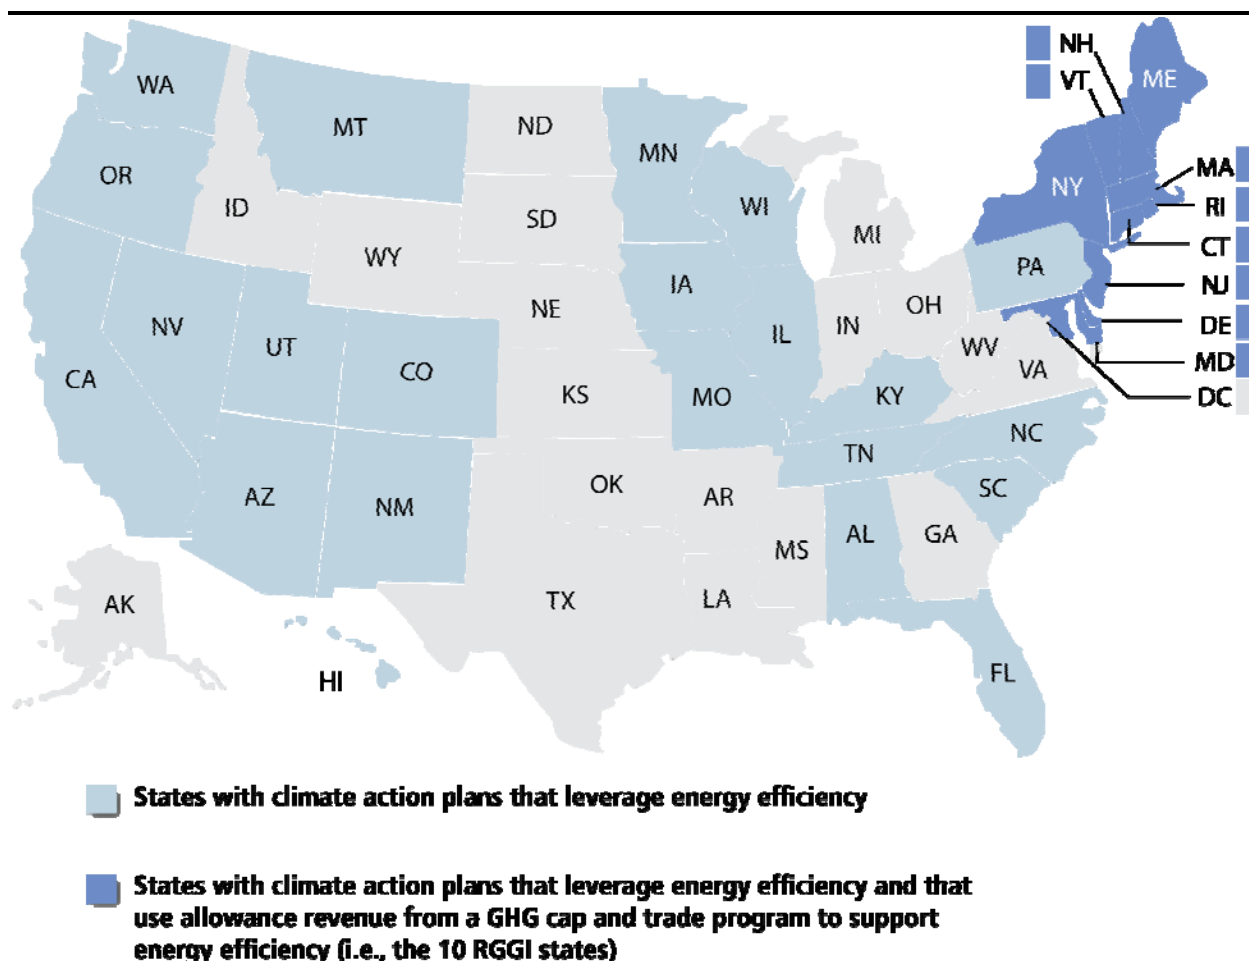 NH
ME
WA
VT
MT
ND
MN
OR
MA
NY
WI
ID
SD
RI
MI
WY
CT
PA
IA
NJ
NE
OH
NV
IN
DE
UT
IL
WV
MD
CO
VA
CA
KS
MO
KY
DC
NC
TN
OK
SC
AZ
AR
NM
AL
GA
MS
AK
TX
LA
FL
HI
States with climate action plans that leverage energy efficiency
States with climate action plans that leverage energy efficiency and that
use allowance revenue from a GHG cap and trade program to support
energy efficiency (i.e., the 10 RGGI states)